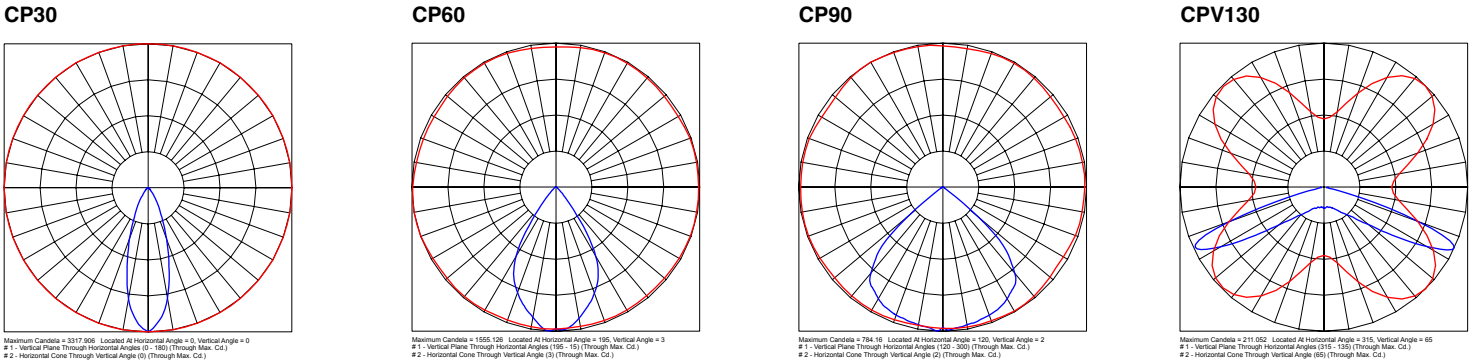 CP30
CP60
CP90
CPV130
Maximum Candela = 3317.906 Located At Horizontal Angle = 0, Vertical Angle = 0
# 1 - Vertical Plane Through Horizontal Angles (0 - 180) (Through Max. Cd.)
# 2 - Horizontal Cone Through Vertical Angle (0) (Through Max. Cd.)
Maximum Candela = 1555.126 Located At Horizontal Angle = 195, Vertical Angle = 3
# 1 - Vertical Plane Through Horizontal Angles (195 - 15) (Through Max. Cd.)
# 2 - Horizontal Cone Through Vertical Angle (3) (Through Max. Cd.)
Maximum Candela = 784.16 Located At Horizontal Angle = 120, Vertical Angle = 2
# 1 - Vertical Plane Through Horizontal Angles (120 - 300) (Through Max. Cd.)
# 2 - Horizontal Cone Through Vertical Angle (2) (Through Max. Cd.)
Maximum Candela = 211.052 Located At Horizontal Angle = 315, Vertical Angle = 65
# 1 - Vertical Plane Through Horizontal Angles (315 - 135) (Through Max. Cd.)
# 2 - Horizontal Cone Through Vertical Angle (65) (Through Max. Cd.)